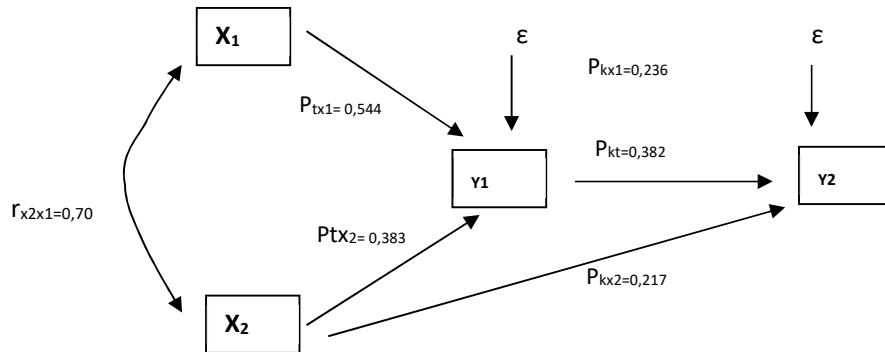 X₁
ε
ε
Pₖₓ₁₌₀,₂₃₆
Pₜₓ₁₌ ₀,₅₄₄
Pₖₜ₌₀,₃₈₂
Y1
Y2
rₓ₂ₓ₁₌₀,₇₀
Ptx₂₌ ₀,₃₈₃
Pₖₓ₂₌₀,₂₁₇
X₂